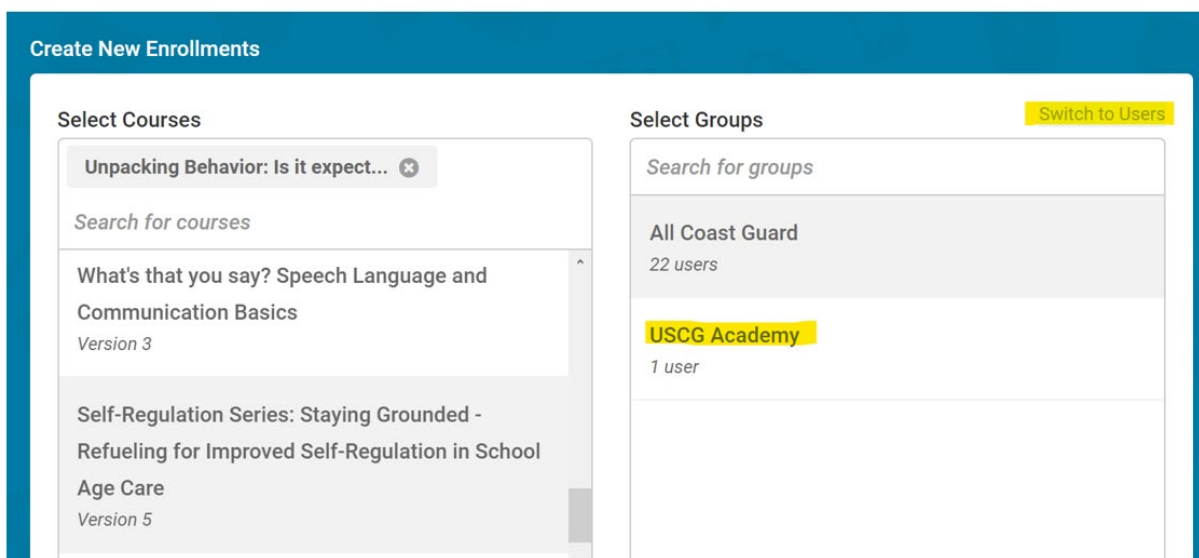 Create New Enrollments
Select Courses
Unpacking Behavior: Is it expect...
Search for courses
What's that you say? Speech Language and
Communication Basics
Version 3
Self-Regulation Series: Staying Grounded -
Refueling for Improved Self-Regulation in School
Age Care
Version 5
Select Groups
Switch to Users
Search for groups
All Coast Guard
22 users
USCG Academy
1 user